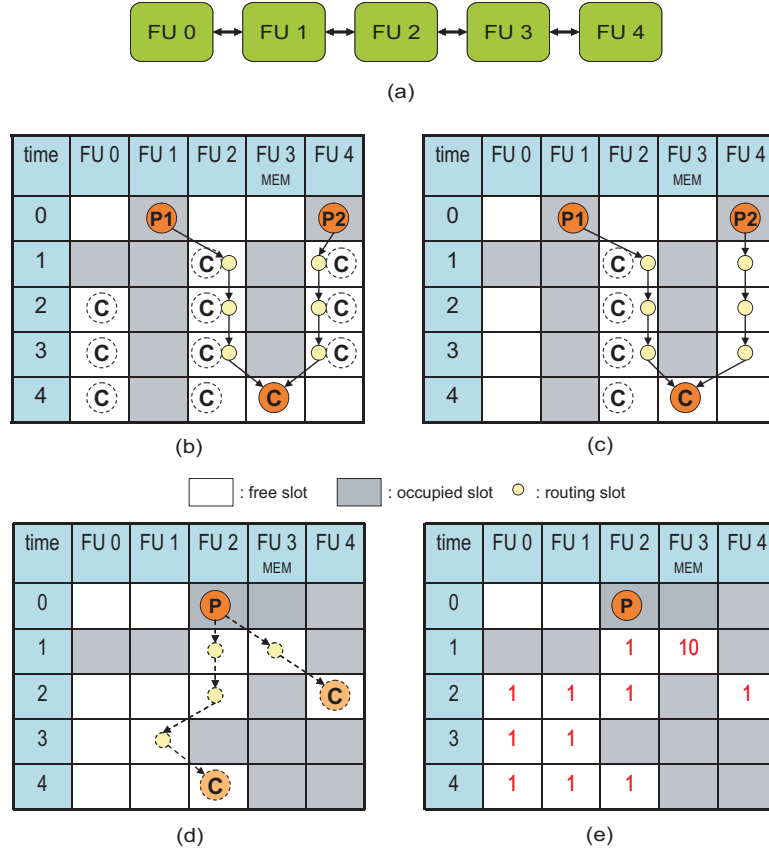 FU 0 FU 1 FU 2 FU 3 FU 4
(a)
time FU 0 FU 1 FU 2 FU 3 MEM FU 4
0 P1 P2
1 C C
2 C C C
3 C C C
4 C C C
(b)
time FU 0 FU 1 FU 2 FU 3 MEM FU 4
0 P1 P2
1 C
2 C
3 C
4 C C
(c)
: free slot : occupied slot : routing slot
time FU 0 FU 1 FU 2 FU 3 MEM FU 4
0 P
1
2 C
3
4 C
(d)
time FU 0 FU 1 FU 2 FU 3 MEM FU 4
0 P
1 1 10
2 1 1 1 1
3 1 1
4 1 1 1
(e)